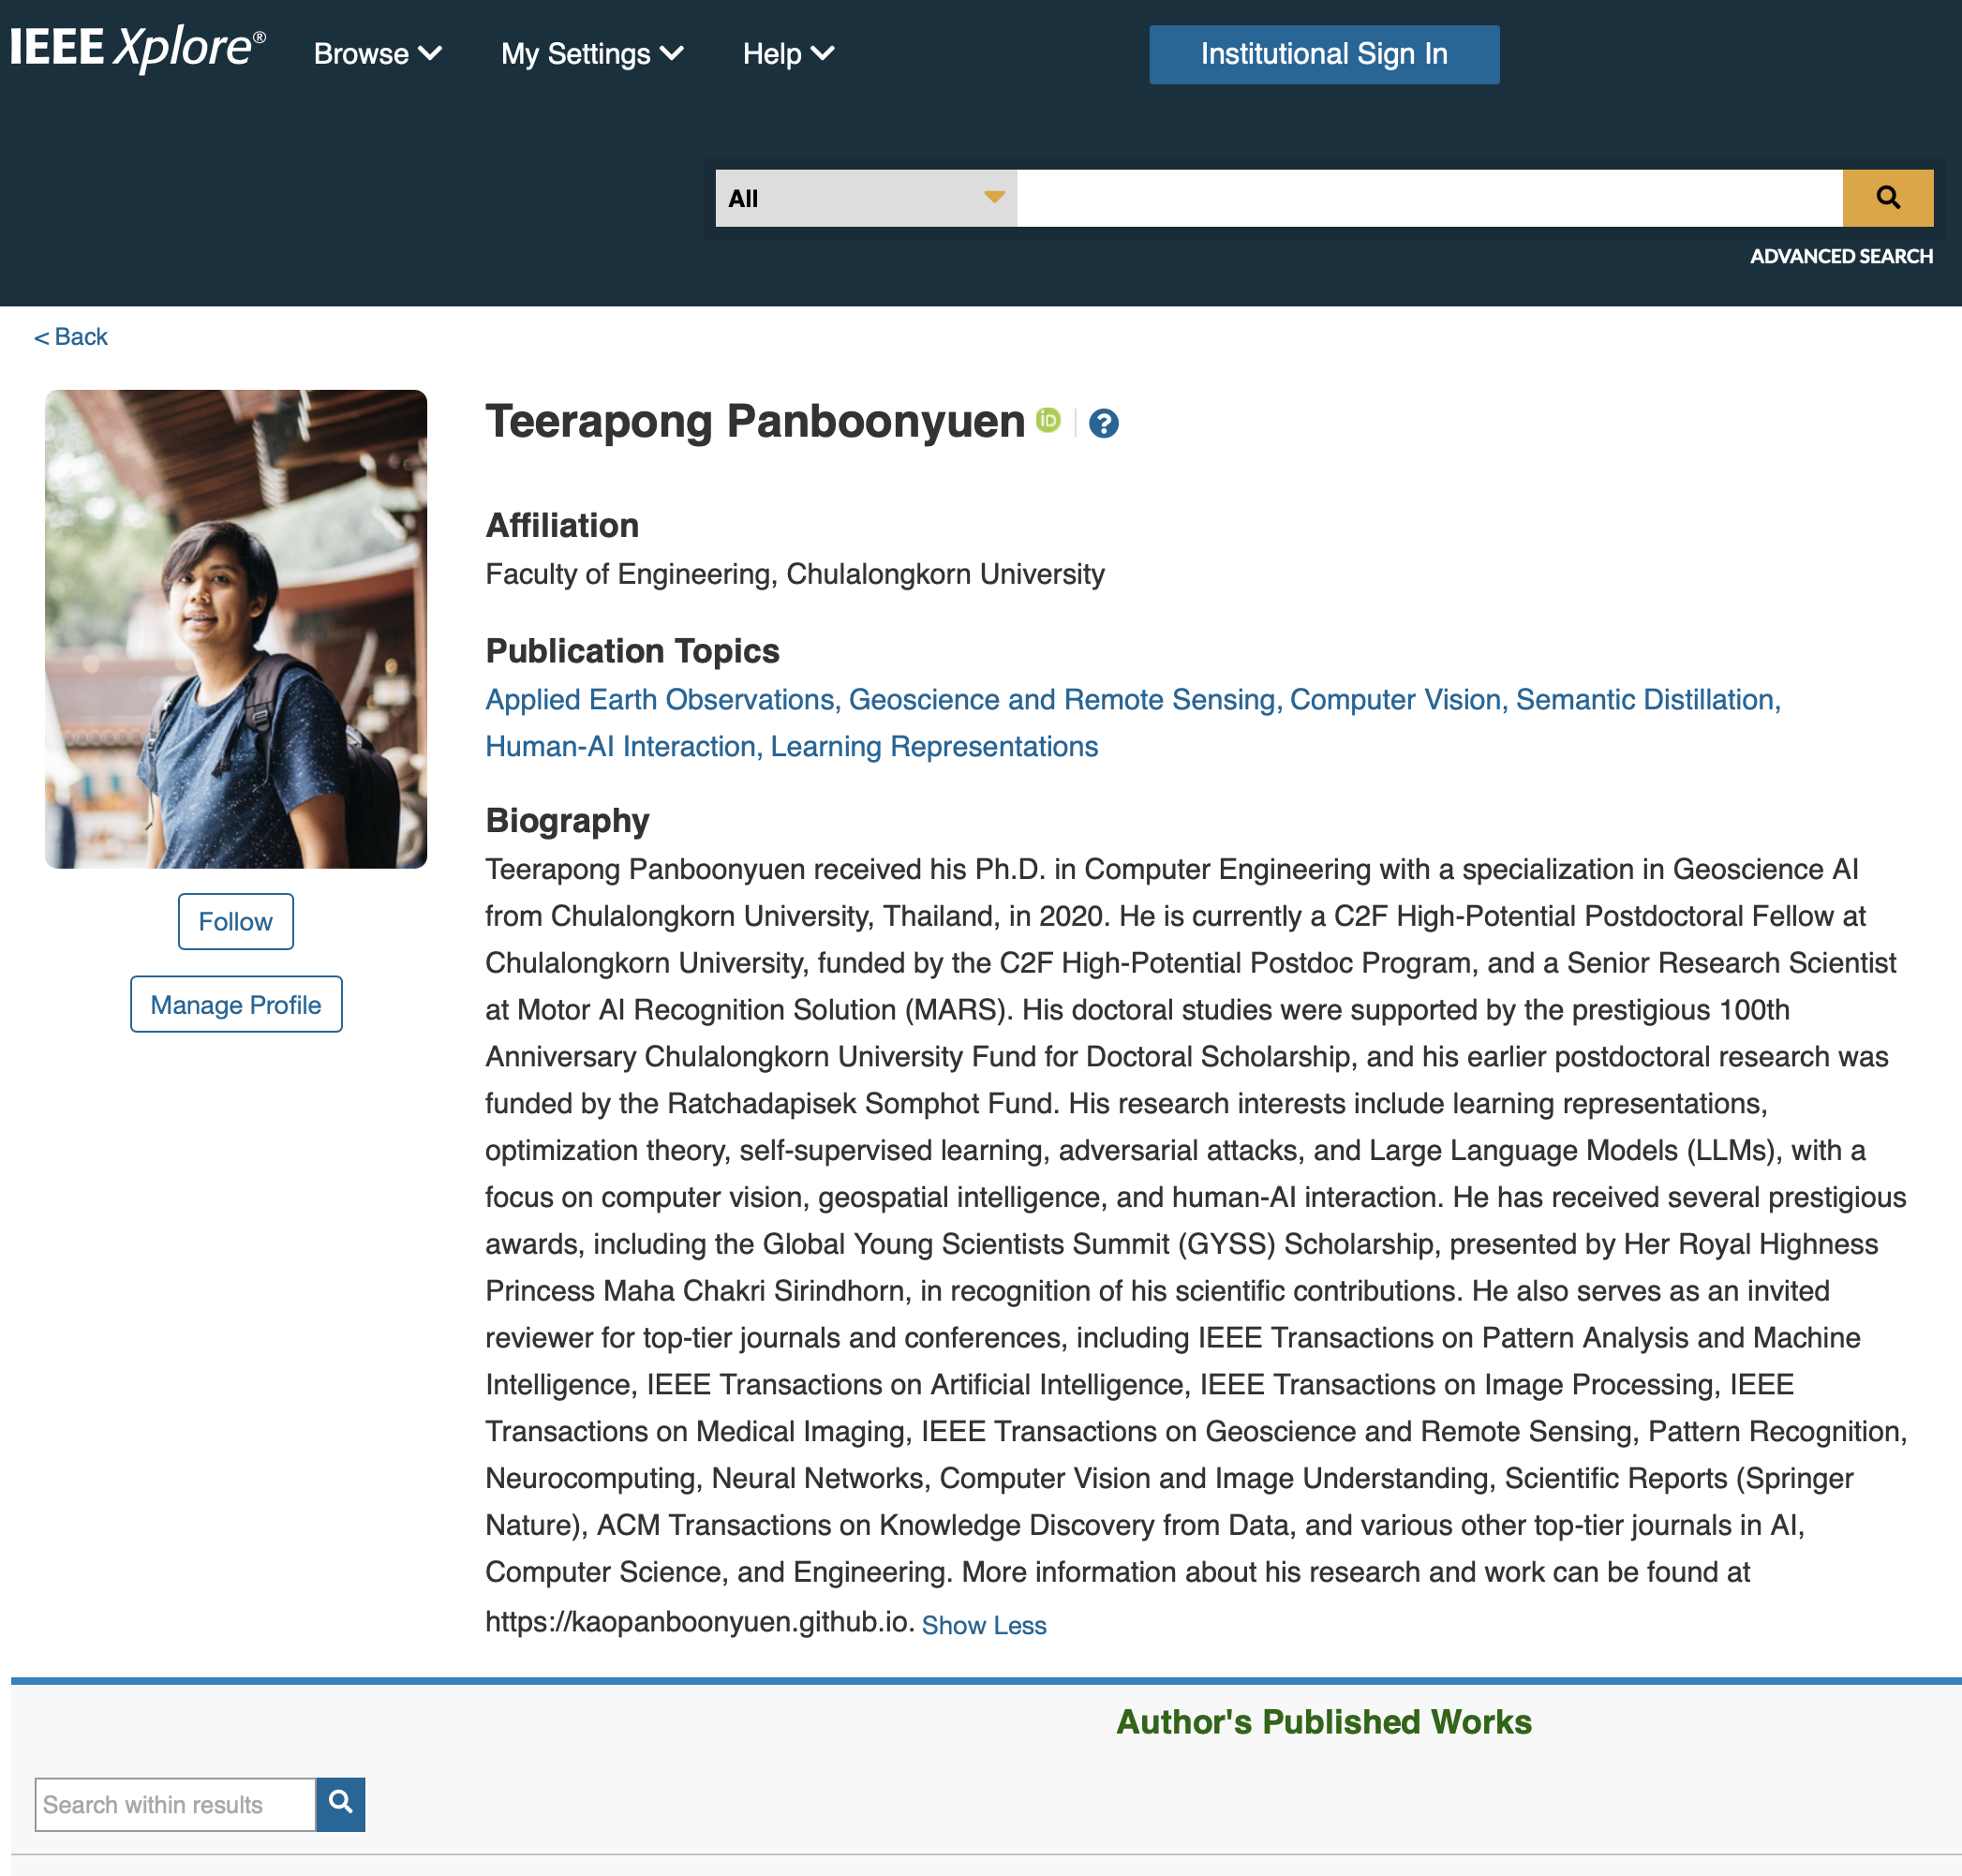 IEEE Xplore®
Browse
My Settings
Help
Institutional Sign In
All
ADVANCED SEARCH
< Back
Teerapong Panboonyuen
iD
?
Affiliation
Faculty of Engineering, Chulalongkorn University
Publication Topics
Applied Earth Observations, Geoscience and Remote Sensing, Computer Vision, Semantic Distillation,
Human-AI Interaction, Learning Representations
Biography
Teerapong Panboonyuen received his Ph.D. in Computer Engineering with a specialization in Geoscience AI
from Chulalongkorn University, Thailand, in 2020. He is currently a C2F High-Potential Postdoctoral Fellow at
Chulalongkorn University, funded by the C2F High-Potential Postdoc Program, and a Senior Research Scientist
at Motor AI Recognition Solution (MARS). His doctoral studies were supported by the prestigious 100th
Anniversary Chulalongkorn University Fund for Doctoral Scholarship, and his earlier postdoctoral research was
funded by the Ratchadapisek Somphot Fund. His research interests include learning representations,
optimization theory, self-supervised learning, adversarial attacks, and Large Language Models (LLMs), with a
focus on computer vision, geospatial intelligence, and human-AI interaction. He has received several prestigious
awards, including the Global Young Scientists Summit (GYSS) Scholarship, presented by Her Royal Highness
Princess Maha Chakri Sirindhorn, in recognition of his scientific contributions. He also serves as an invited
reviewer for top-tier journals and conferences, including IEEE Transactions on Pattern Analysis and Machine
Intelligence, IEEE Transactions on Artificial Intelligence, IEEE Transactions on Image Processing, IEEE
Transactions on Medical Imaging, IEEE Transactions on Geoscience and Remote Sensing, Pattern Recognition,
Neurocomputing, Neural Networks, Computer Vision and Image Understanding, Scientific Reports (Springer
Nature), ACM Transactions on Knowledge Discovery from Data, and various other top-tier journals in AI,
Computer Science, and Engineering. More information about his research and work can be found at
https://kaopanboonyuen.github.io. Show Less
Follow
Manage Profile
Author's Published Works
Search within results